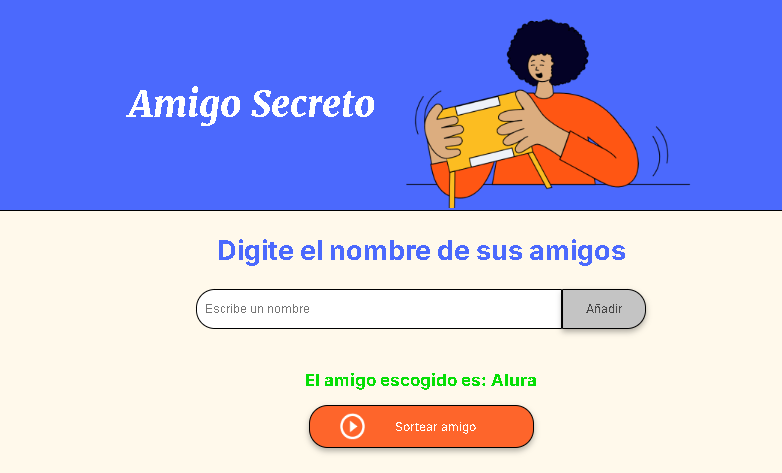 Amigo Secreto
Digite el nombre de sus amigos
Escribe un nombre
Añadir
El amigo escogido es: Alura
Sortear amigo